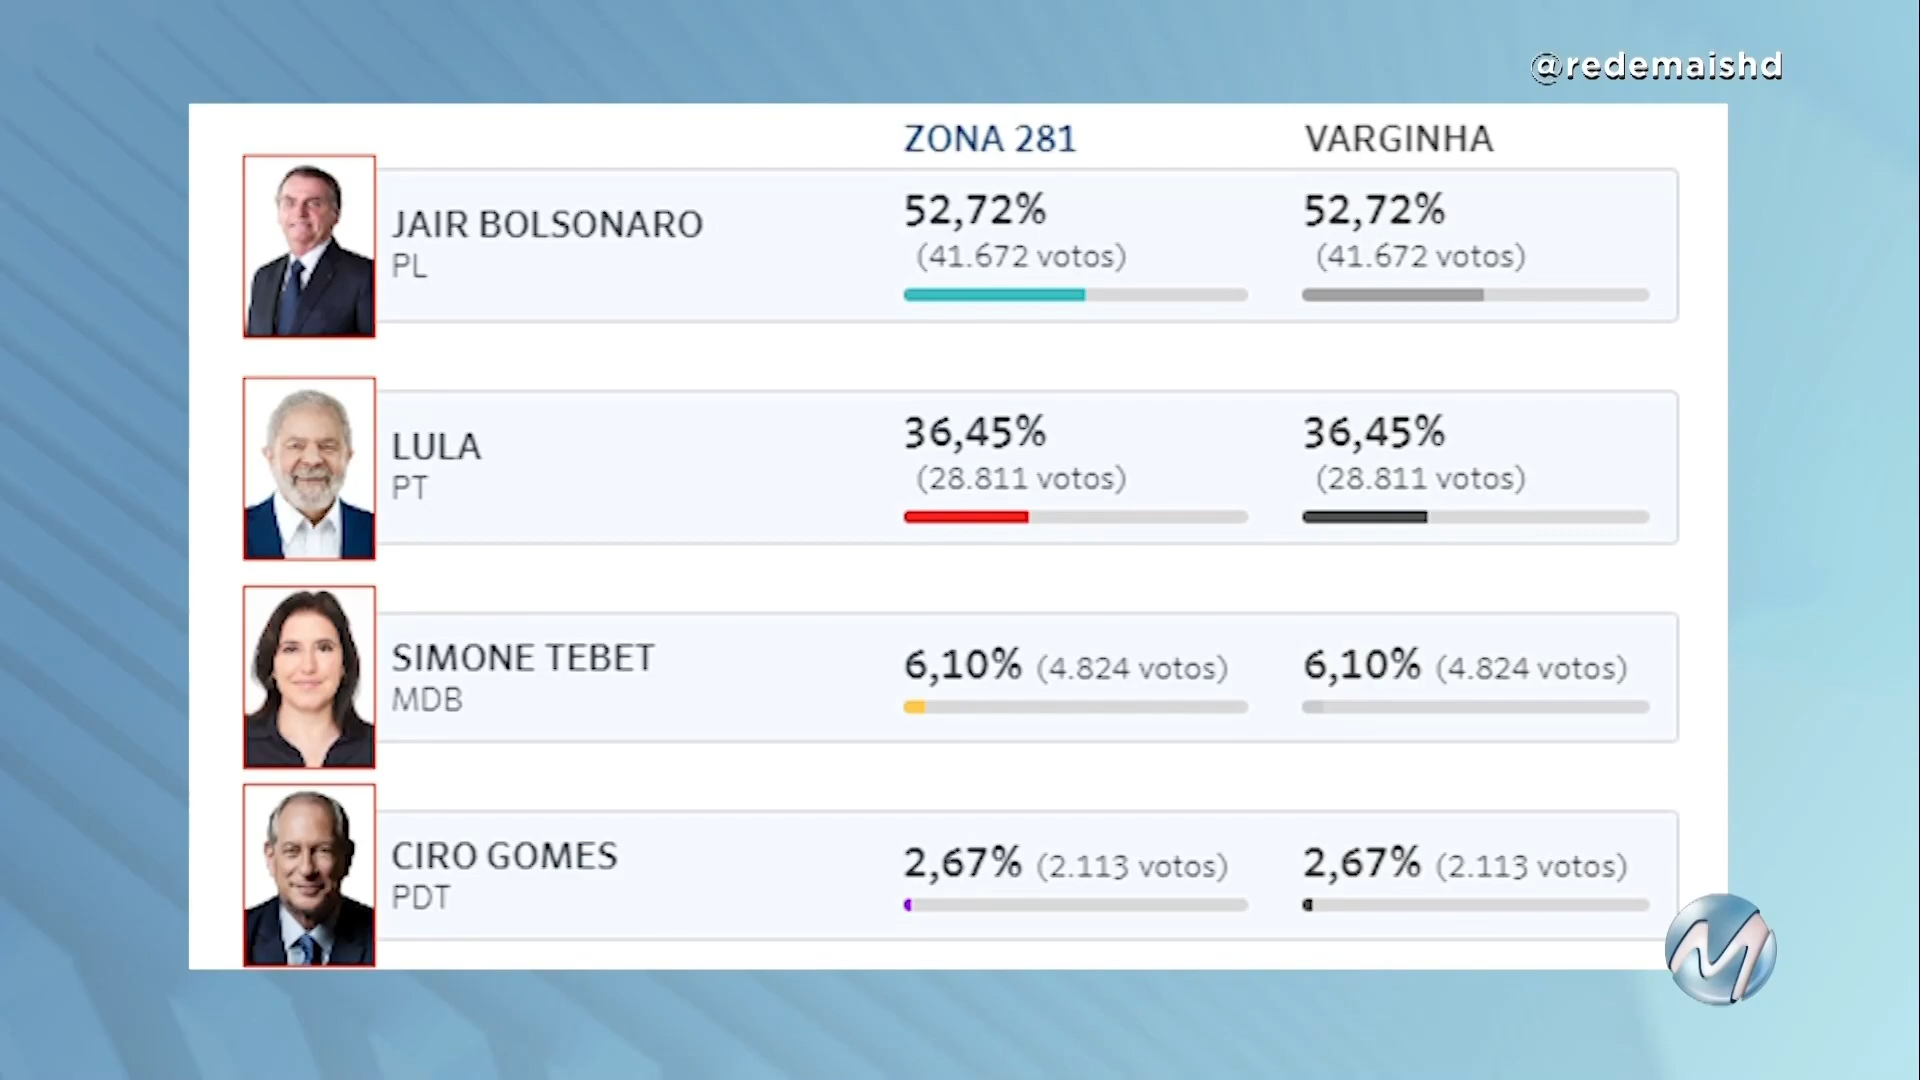 @redemaishd
ZONA 281 VARGINHA
JAIR BOLSONARO
PL
52,72% 52,72%
(41.672 votos) (41.672 votos)
LULA
PT
36,45% 36,45%
(28.811 votos) (28.811 votos)
SIMONE TEBET
MDB
6,10% (4.824 votos) 6,10% (4.824 votos)
CIRO GOMES
PDT
2,67% (2.113 votos) 2,67% (2.113 votos)
M